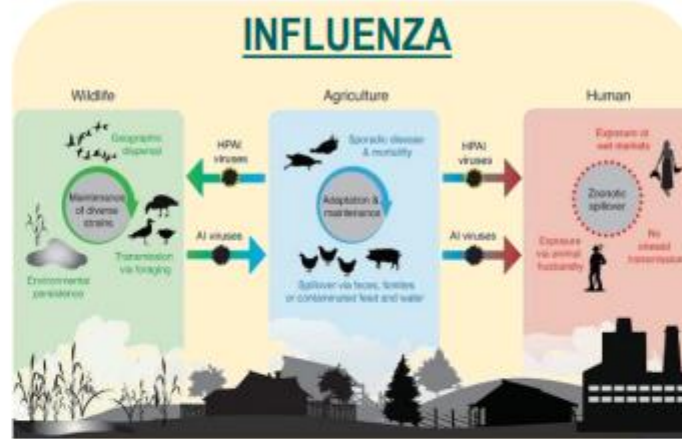 INFLUENZA
Wildlife
Agriculture
Human
Geographic
dispersal
HPAI
viruses
Sporadic disease
& mortality
HPAI
viruses
Exposure at
wet markets
Maintenance
of diverse
strains
Adaptation &
maintenance
Zoonotic
spillover
AI viruses
AI viruses
Transmission
via foraging
Environmental
persistence
Spillover via feces, fomites
or contaminated feed and water
Exposure
via animal
husbandry
No
onward
transmission